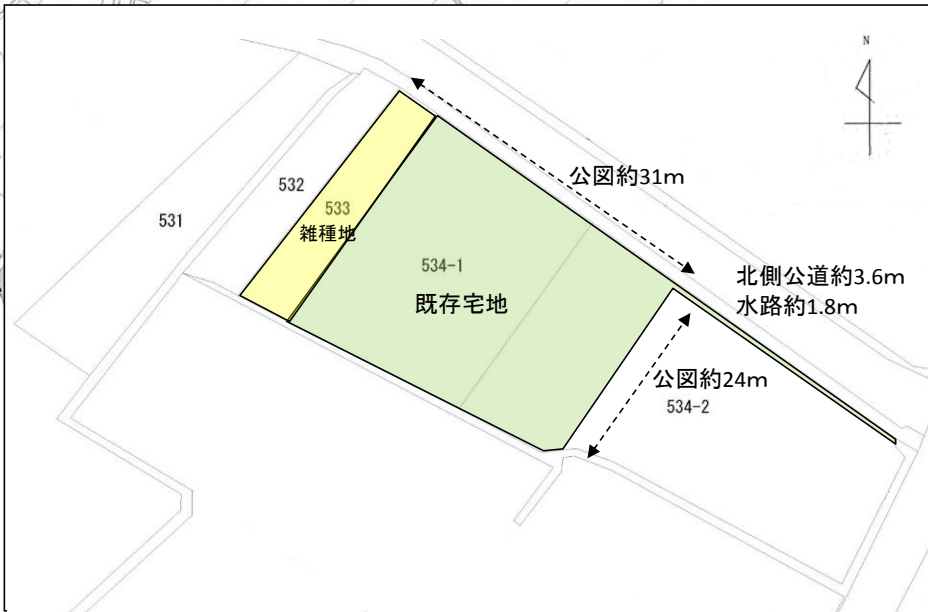 N
公図約31m
532
533
雑種地
531
534-1
既存宅地
北側公道約3.6m
水路約1.8m
公図約24m
534-2